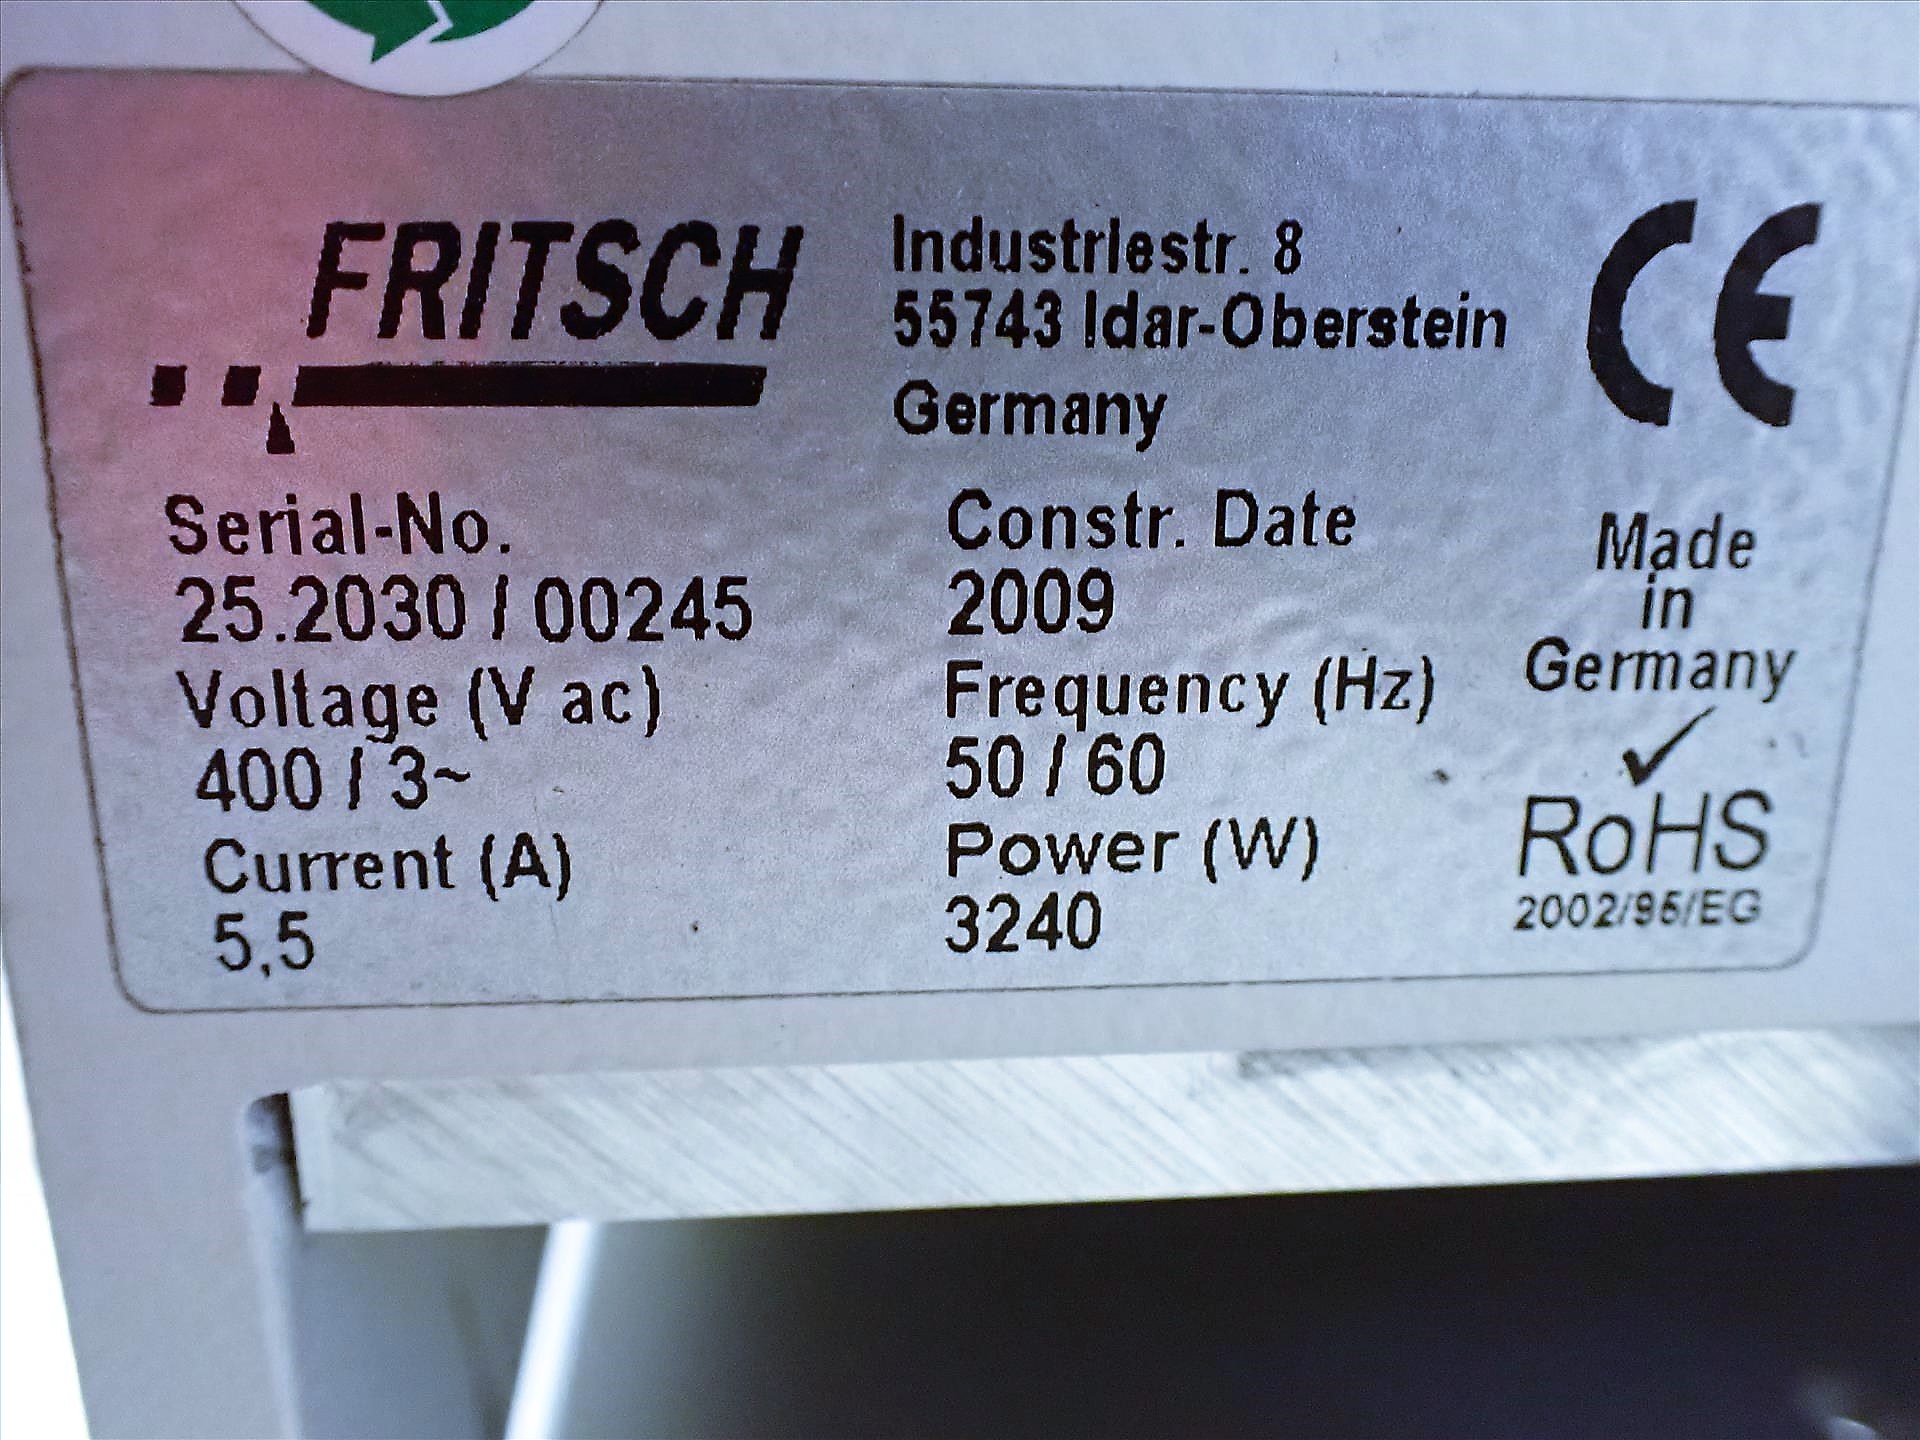 FRITSCH
Industriestr. 8
55743 Idar-Oberstein
Germany
CE
Serial-No.
25.2030 / 00245
Constr. Date
2009
Voltage (V ac)
400 / 3~
Frequency (Hz)
50 / 60
Current (A)
5,5
Power (W)
3240
Made
in
Germany
✓
RoHS
2002/95/EG